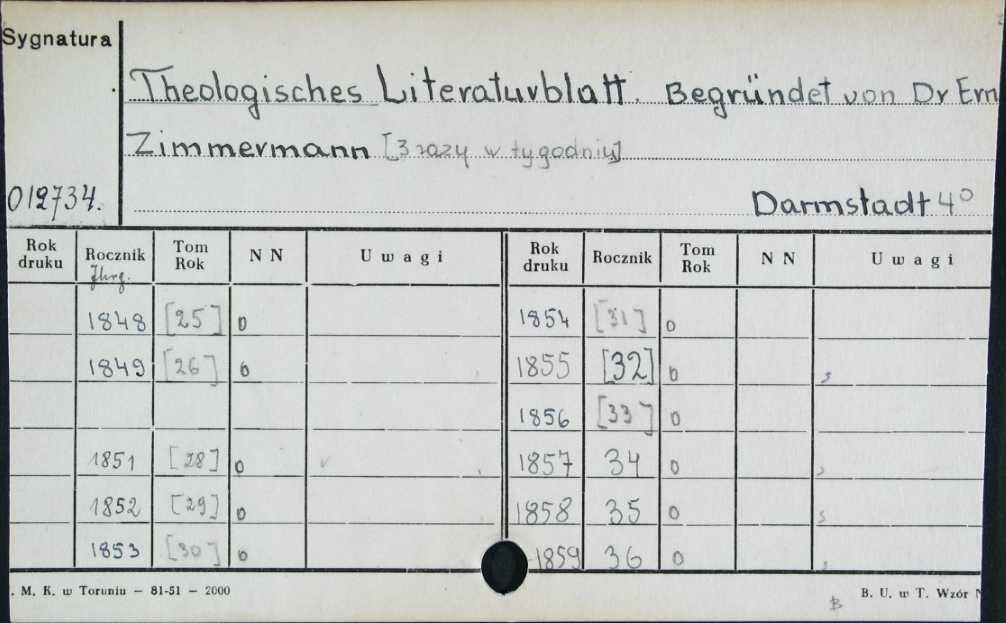 Sygnatura
Theologisches Literaturblatt. Begründet von Dr Ern
Zimmermann [3 razy w tygodniu]
012734.
Darmstadt 4°
Rok druku Rocznik Tom Rok N N Uwagi Rok druku Rocznik Tom Rok N N Uwagi
Jhrg.
1848 [25] 0 1854 [31] 0
1849 [26] 0 1855 [32] 0
1856 [33] 0
1851 [28] 0 1857 34 0
1852 [29] 0 1858 35 0
1853 [30] 0 1859 36 0
. M. K. w Toruniu — 81-51 — 2000
B
B. U. w T. Wzór